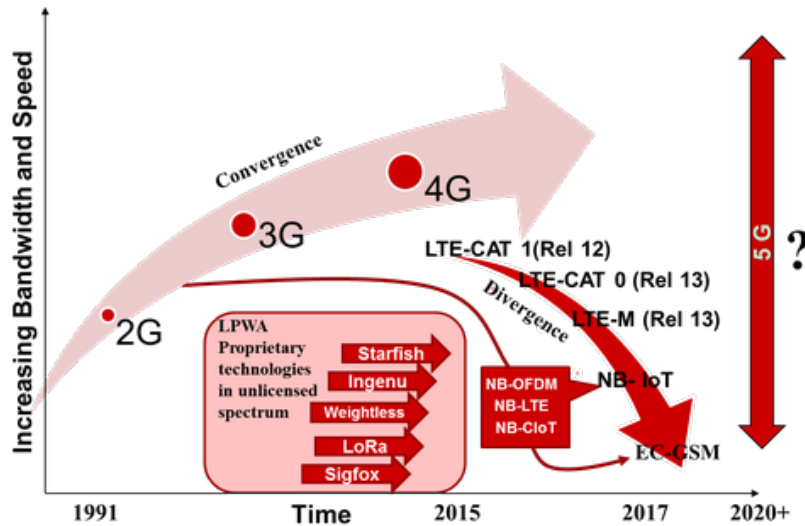 Increasing Bandwidth and Speed
Convergence
2G
3G
4G
LTE-CAT 1(Rel 12)
LTE-CAT 0 (Rel 13)
LTE-M (Rel 13)
NB- IoT
Divergence
EC-GSM
NB-OFDM
NB-LTE
NB-CIoT
LPWA
Proprietary
technologies
in unlicensed
spectrum
Starfish
Ingenu
Weightless
LoRa
Sigfox
5 G
?
1991
Time
2015
2017
2020+